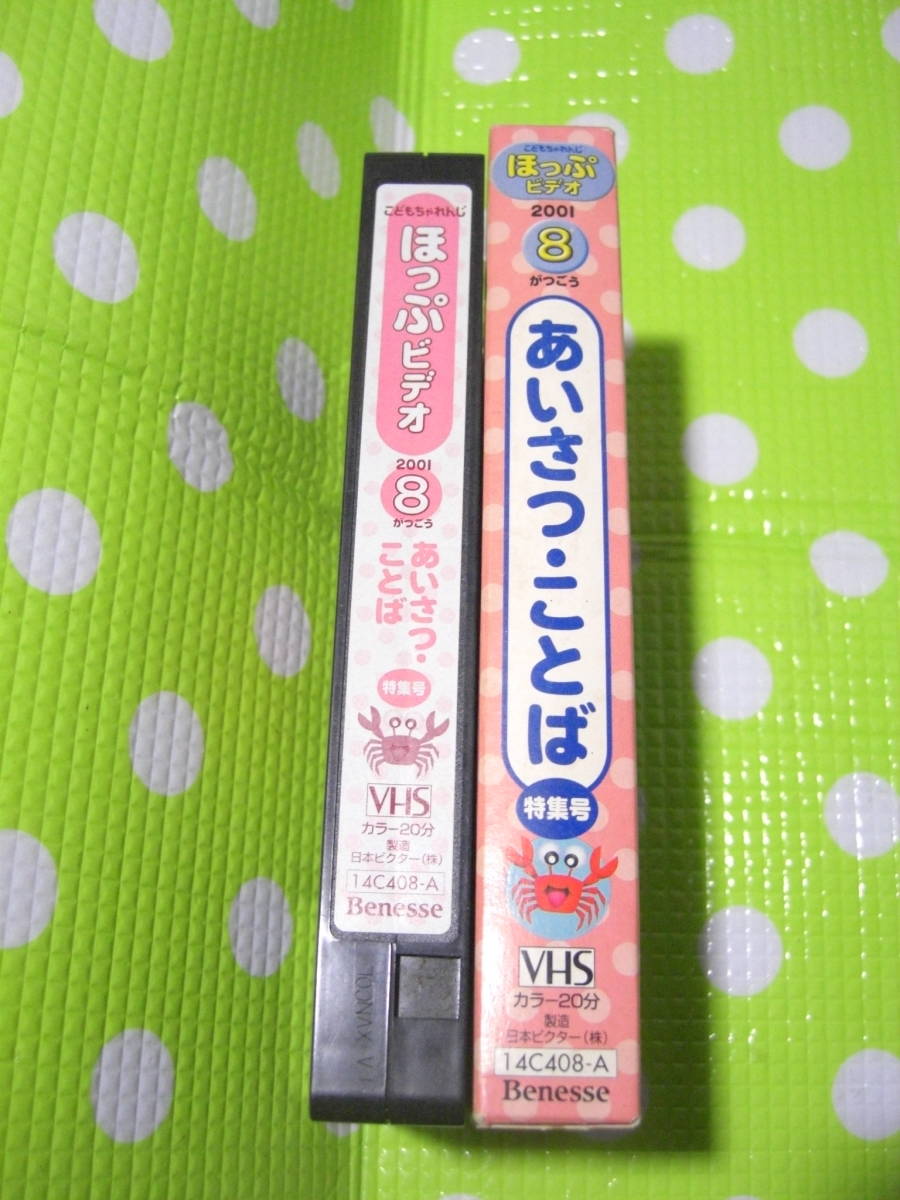 こどもちゃれんじ
ほっぷビデオ
2001
8
がつごう
あいさつ・
ことば
特集号
VHS
カラー20分
製造
日本ビクター(株)
14C408-A
Benesse
こどもちゃれんじ
ほっぷ
ビデオ
2001
8
がつごう
あいさつ・ことば
特集号
VHS
カラー20分
製造
日本ビクター(株)
14C408-A
Benesse